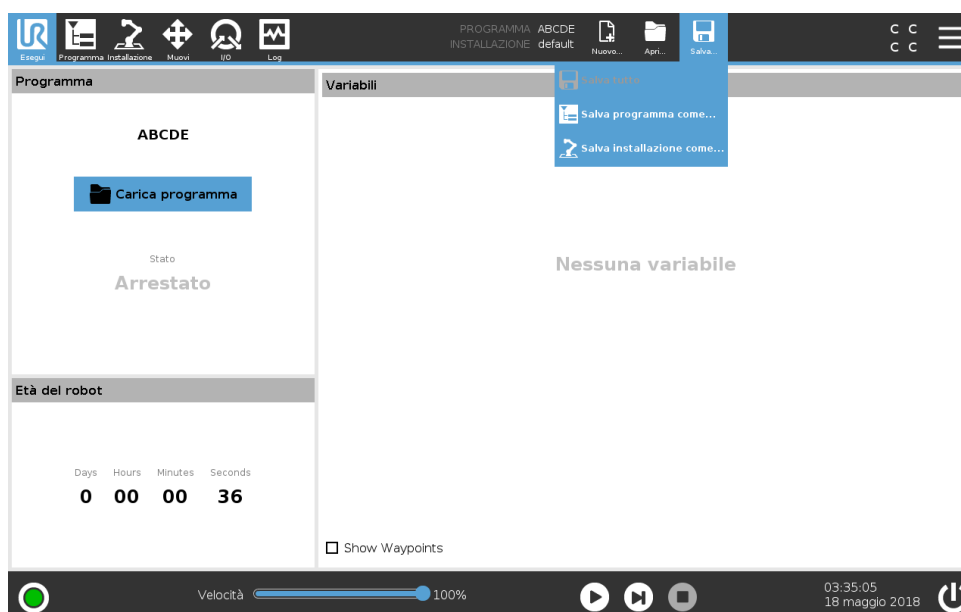 UR
PROGRAMMA ABCDE
INSTALLAZIONE default
Esegui
Programma
Installazione
Muovi
I/O
Log
Nuovo...
Apri...
Salva...
C C
C C
Programma
Variabili
Salva tutto
Salva programma come...
Salva installazione come...
ABCDE
Carica programma
Stato
Arrestato
Nessuna variabile
Età del robot
Days Hours Minutes Seconds
0 00 00 36
Show Waypoints
Velocità 100%
03:35:05
18 maggio 2018